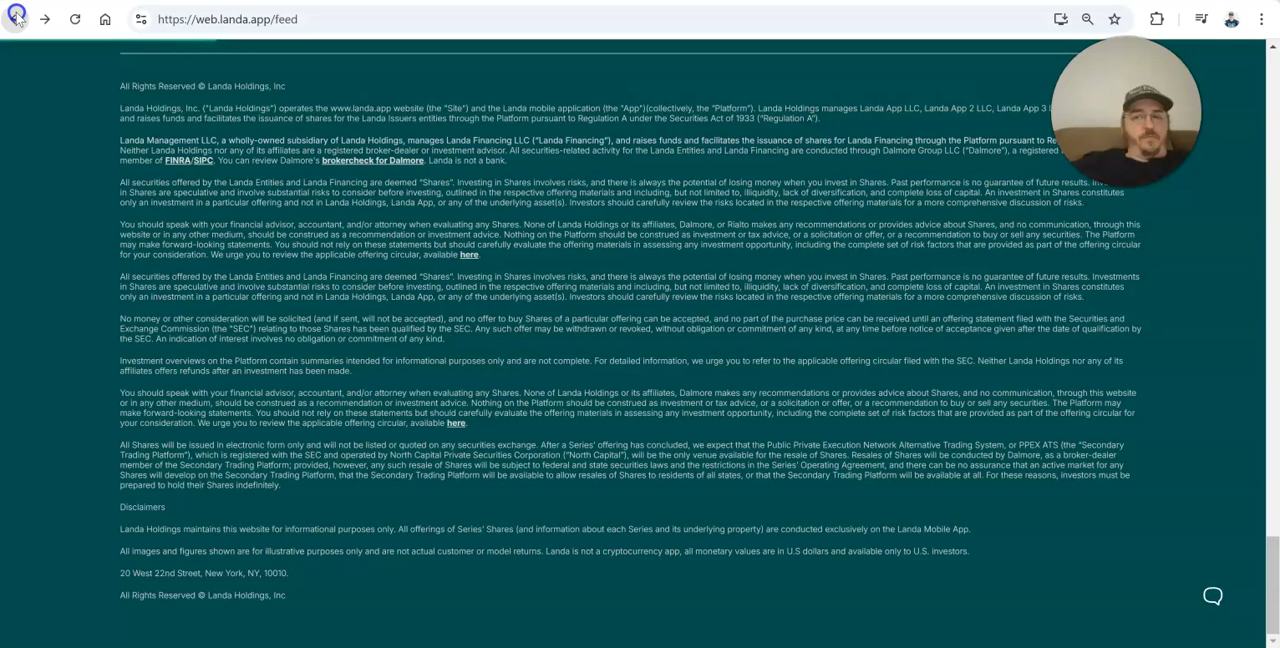 https://web.landa.app/feed
All Rights Reserved © Landa Holdings, Inc
Landa Holdings, Inc. ("Landa Holdings") operates the www.landa.app website (the "Site") and the Landa mobile application (the "App")(collectively, the "Platform"). Landa Holdings manages Landa App LLC, Landa App 2 LLC, Landa App 3
and raises funds and facilitates the issuance of shares for the Landa Issuers entities through the Platform pursuant to Regulation A under the Securities Act of 1933 ("Regulation A").
Landa Management LLC, a wholly-owned subsidiary of Landa Holdings, manages Landa Financing LLC ("Landa Financing"), and raises funds and facilitates the issuance of shares for Landa Financing through the Platform pursuant to
Neither Landa Holdings nor any of its affiliates are a registered broker-dealer or investment advisor. All securities-related activity for the Landa Entities and Landa Financing are conducted through Dalmore Group LLC ("Dalmore"), a registered
member of FINRA/SIPC. You can review Dalmore's brokercheck for Dalmore. Landa is not a bank.
All securities offered by the Landa Entities and Landa Financing are deemed "Shares". Investing in Shares involves risks, and there is always the potential of losing money when you invest in Shares. Past performance is no guarantee of future results.
in Shares are speculative and involve substantial risks to consider before investing, outlined in the respective offering materials and including, but not limited to, illiquidity, lack of diversification, and complete loss of capital. An investment in Shares constitutes
only an investment in a particular offering and not in Landa Holdings, Landa App, or any of the underlying asset(s). Investors should carefully review the risks located in the respective offering materials for a more comprehensive discussion of risks.
You should speak with your financial advisor, accountant, and/or attorney when evaluating any Shares. None of Landa Holdings or its affiliates, Dalmore, or Rialto makes any recommendations or provides advice about Shares, and no communication, through this
website or in any other medium, should be construed as a recommendation or investment advice. Nothing on the Platform should be construed as investment or tax advice, or a solicitation or offer, or a recommendation to buy or sell any securities. The Platform
may make forward-looking statements. You should not rely on these statements but should carefully evaluate the offering materials in assessing any investment opportunity, including the complete set of risk factors that are provided as part of the offering circular
for your consideration. We urge you to review the applicable offering circular, available here.
All securities offered by the Landa Entities and Landa Financing are deemed "Shares". Investing in Shares involves risks, and there is always the potential of losing money when you invest in Shares. Past performance is no guarantee of future results. Investments
in Shares are speculative and involve substantial risks to consider before investing, outlined in the respective offering materials and including, but not limited to, illiquidity, lack of diversification, and complete loss of capital. An investment in Shares constitutes
only an investment in a particular offering and not in Landa Holdings, Landa App, or any of the underlying asset(s). Investors should carefully review the risks located in the respective offering materials for a more comprehensive discussion of risks.
No money or other consideration will be solicited (and if sent, will not be accepted), and no offer to buy Shares of a particular offering can be accepted, and no part of the purchase price can be received until an offering statement filed with the Securities and
Exchange Commission (the "SEC") relating to those Shares has been qualified by the SEC. Any such offer may be withdrawn or revoked, without obligation or commitment of any kind, at any time before notice of acceptance given after the date of qualification by
the SEC. An indication of Interest involves no obligation or commitment of any kind.
Investment overviews on the Platform contain summaries intended for informational purposes only and are not complete. For detailed information, we urge you to refer to the applicable offering circular filed with the SEC. Neither Landa Holdings nor any of its
affiliates offers refunds after an investment has been made.
You should speak with your financial advisor, accountant, and/or attorney when evaluating any Shares. None of Landa Holdings or its affiliates, Dalmore makes any recommendations or provides advice about Shares, and no communication, through this website
or in any other medium, should be construed as a recommendation or investment advice. Nothing on the Platform should be construed as investment or tax advice, or a solicitation or offer, or a recommendation to buy or sell any securities. The Platform may
make forward-looking statements. You should not rely on these statements but should carefully evaluate the offering materials in assessing any investment opportunity, including the complete set of risk factors that are provided as part of the offering circular for
your consideration. We urge you to review the applicable offering circular, available here.
All Shares will be issued in electronic form only and will not be listed or quoted on any securities exchange. After a Series' offering has concluded, we expect that the Public Private Execution Network Alternative Trading System, or PPEX ATS (the "Secondary
Trading Platform"), which is registered with the SEC and operated by North Capital Private Securities Corporation ("North Capital"), will be the only venue available for the resale of Shares. Resales of Shares will be conducted by Dalmore, as a broker-dealer
member of the Secondary Trading Platform; provided, however, any such resale of Shares will be subject to federal and state securities laws and the restrictions in the Series' Operating Agreement, and there can be no assurance that an active market for any
Shares will develop on the Secondary Trading Platform, that the Secondary Trading Platform will be available to allow resales of Shares to residents of all states, or that the Secondary Trading Platform will be available at all. For these reasons, investors must be
prepared to hold their Shares indefinitely.
Disclaimers
Landa Holdings maintains this website for informational purposes only. All offerings of Series' Shares (and information about each Series and its underlying property) are conducted exclusively on the Landa Mobile App.
All images and figures shown are for illustrative purposes only and are not actual customer or model returns. Landa is not a cryptocurrency app, all monetary values are in U.S dollars and available only to U.S. investors.
20 West 22nd Street, New York, NY, 10010.
All Rights Reserved © Landa Holdings, Inc